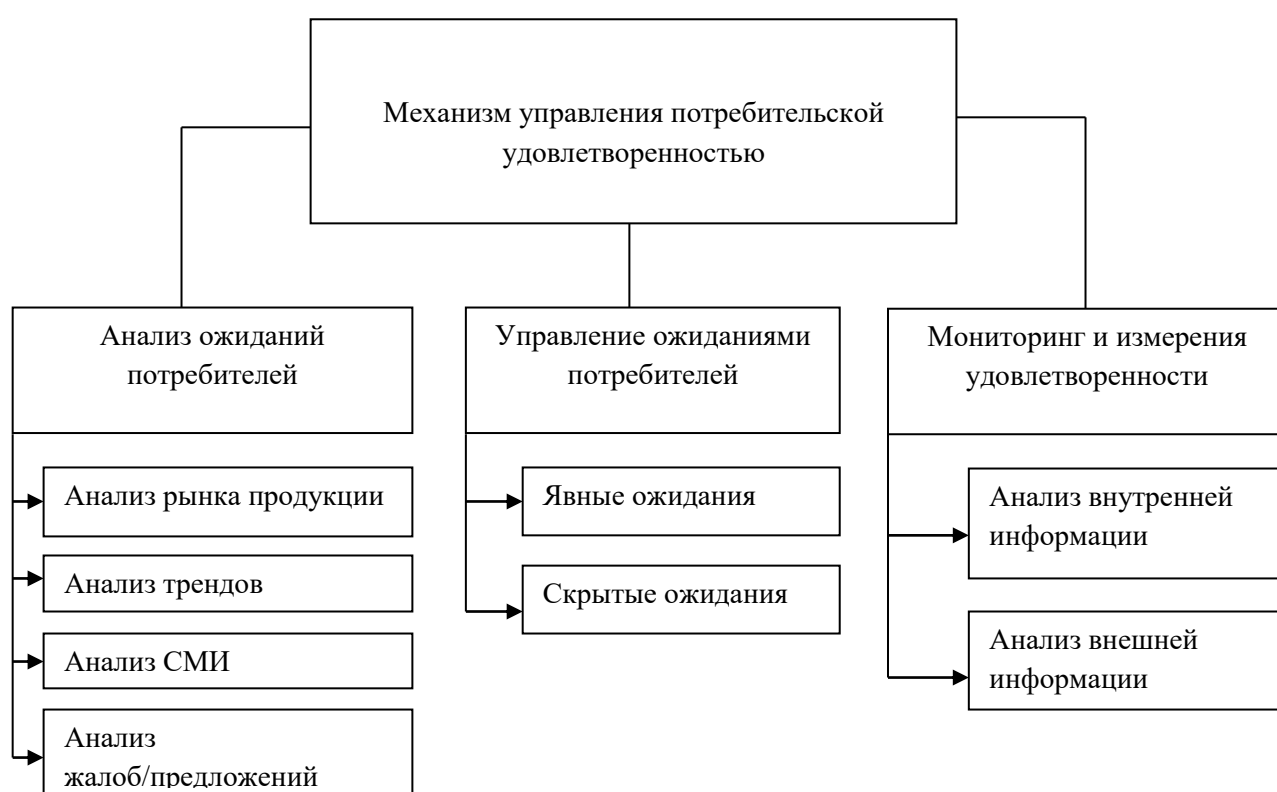 Механизм управления потребительской
удовлетворенностью
Анализ ожиданий
потребителей
Анализ рынка продукции
Анализ трендов
Анализ СМИ
Анализ
жалоб/предложений
Управление ожиданиями
потребителей
Явные ожидания
Скрытые ожидания
Мониторинг и измерения
удовлетворенности
Анализ внутренней
информации
Анализ внешней
информации